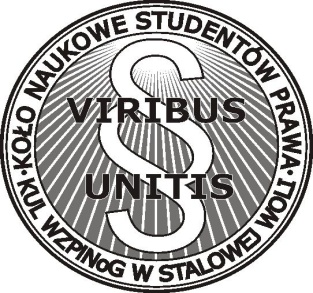 KOŁO NAUKOWE STUDENTÓW PRAWA
VIRIBUS
§
UNITIS
KUL WZPINoG W STALOWEJ WOLI